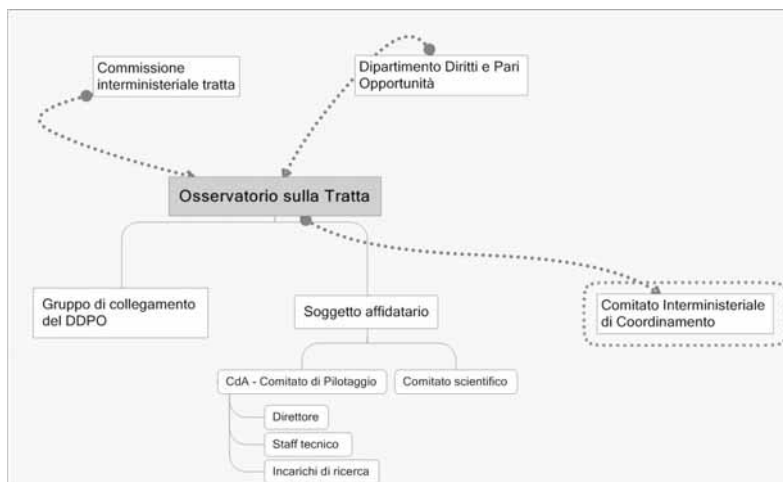 Commissione
interministeriale tratta
Dipartimento Diritti e Pari
Opportunità
Osservatorio sulla Tratta
Gruppo di collegamento
del DDPO
Soggetto affidatario
Comitato Interministeriale
di Coordinamento
CdA - Comitato di Pilotaggio
Comitato scientifico
Direttore
Staff tecnico
Incarichi di ricerca